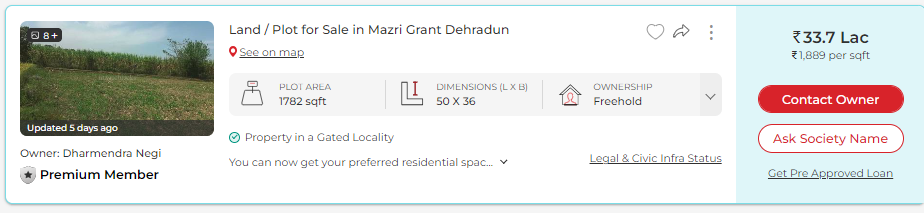 8+
Updated 5 days ago
Owner: Dharmendra Negi
Premium Member
Land / Plot for Sale in Mazri Grant Dehradun
See on map
PLOT AREA
1782 sqft
DIMENSIONS (L X B)
50 X 36
OWNERSHIP
Freehold
Property in a Gated Locality
You can now get your preferred residential spac...
Legal & Civic Infra Status
₹33.7 Lac
₹1,889 per sqft
Contact Owner
Ask Society Name
Get Pre Approved Loan